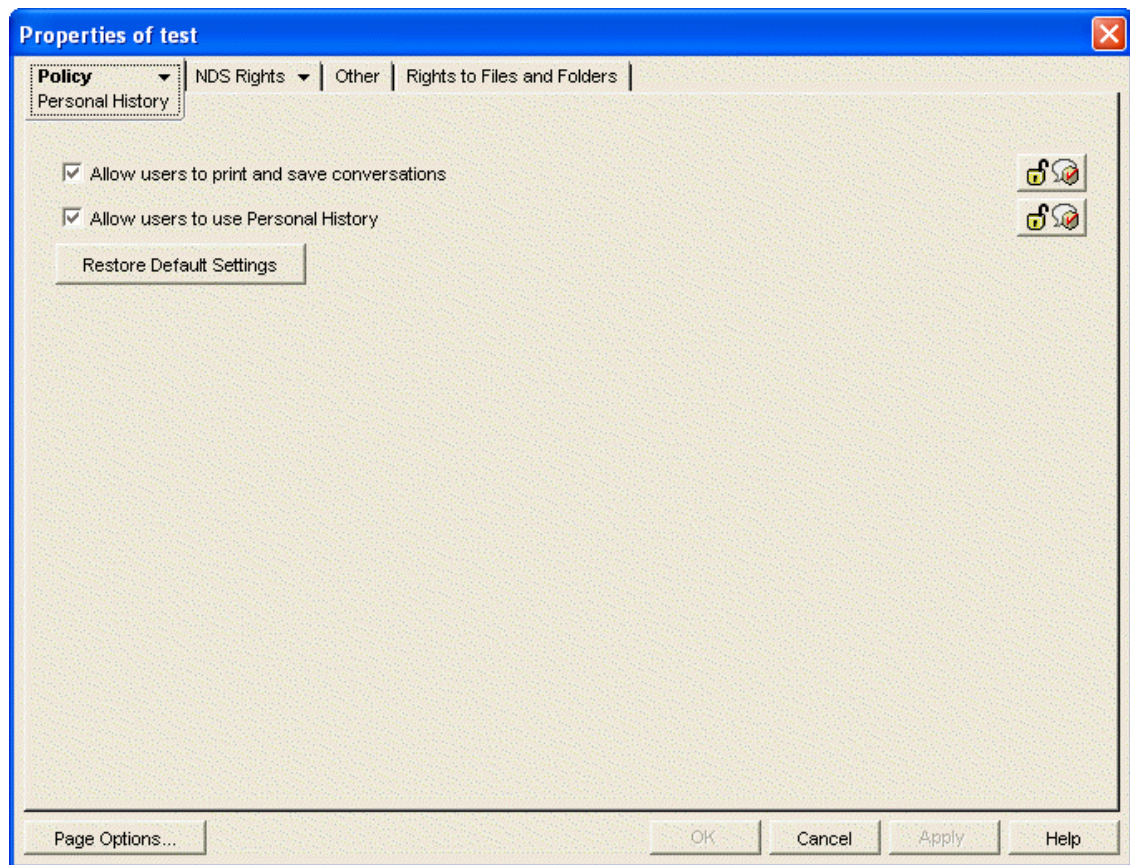 Properties of test
Policy NDS Rights Other Rights to Files and Folders
Personal History
Allow users to print and save conversations
Allow users to use Personal History
Restore Default Settings
Page Options... OK Cancel Apply Help